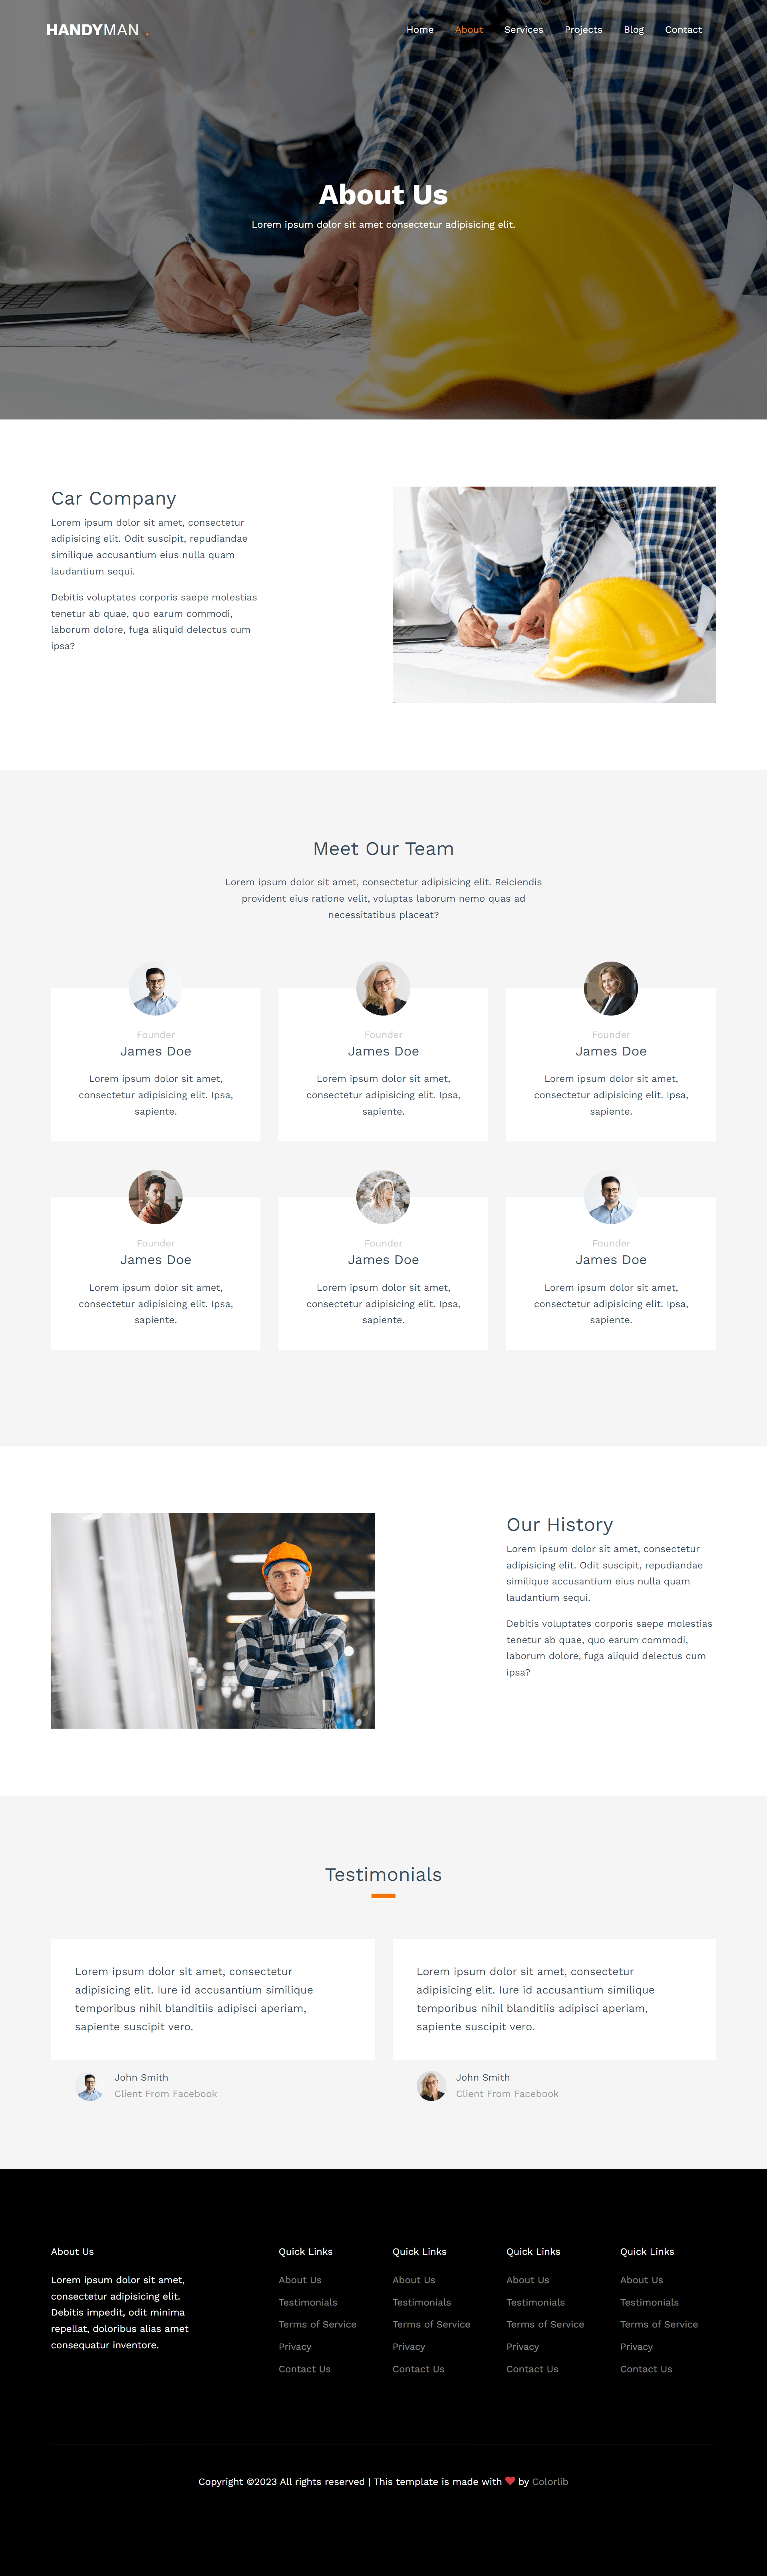 HANDYMAN .
Home About Services Projects Blog Contact
About Us
Lorem ipsum dolor sit amet consectetur adipisicing elit.
Car Company
Lorem ipsum dolor sit amet, consectetur
adipisicing elit. Odit suscipit, repudiandae
similique accusantium eius nulla quam
laudantium sequi.
Debitis voluptates corporis saepe molestias
tenetur ab quae, quo earum commodi,
laborum dolore, fuga aliquid delectus cum
ipsa?
Meet Our Team
Lorem ipsum dolor sit amet, consectetur adipisicing elit. Reiciendis
provident eius ratione velit, voluptas laborum nemo quas ad
necessitatibus placeat?
Founder
James Doe
Lorem ipsum dolor sit amet,
consectetur adipisicing elit. Ipsa,
sapiente.
Founder
James Doe
Lorem ipsum dolor sit amet,
consectetur adipisicing elit. Ipsa,
sapiente.
Founder
James Doe
Lorem ipsum dolor sit amet,
consectetur adipisicing elit. Ipsa,
sapiente.
Founder
James Doe
Lorem ipsum dolor sit amet,
consectetur adipisicing elit. Ipsa,
sapiente.
Founder
James Doe
Lorem ipsum dolor sit amet,
consectetur adipisicing elit. Ipsa,
sapiente.
Founder
James Doe
Lorem ipsum dolor sit amet,
consectetur adipisicing elit. Ipsa,
sapiente.
Our History
Lorem ipsum dolor sit amet, consectetur
adipisicing elit. Odit suscipit, repudiandae
similique accusantium eius nulla quam
laudantium sequi.
Debitis voluptates corporis saepe molestias
tenetur ab quae, quo earum commodi,
laborum dolore, fuga aliquid delectus cum
ipsa?
Testimonials
Lorem ipsum dolor sit amet, consectetur
adipisicing elit. Iure id accusantium similique
temporibus nihil blanditiis adipisci aperiam,
sapiente suscipit vero.
John Smith
Client From Facebook
Lorem ipsum dolor sit amet, consectetur
adipisicing elit. Iure id accusantium similique
temporibus nihil blanditiis adipisci aperiam,
sapiente suscipit vero.
John Smith
Client From Facebook
About Us
Lorem ipsum dolor sit amet,
consectetur adipisicing elit.
Debitis impedit, odit minima
repellat, doloribus alias amet
consequatur inventore.
Quick Links
About Us
Testimonials
Terms of Service
Privacy
Contact Us
Quick Links
About Us
Testimonials
Terms of Service
Privacy
Contact Us
Quick Links
About Us
Testimonials
Terms of Service
Privacy
Contact Us
Quick Links
About Us
Testimonials
Terms of Service
Privacy
Contact Us
Copyright ©2023 All rights reserved | This template is made with ♥ by Colorlib